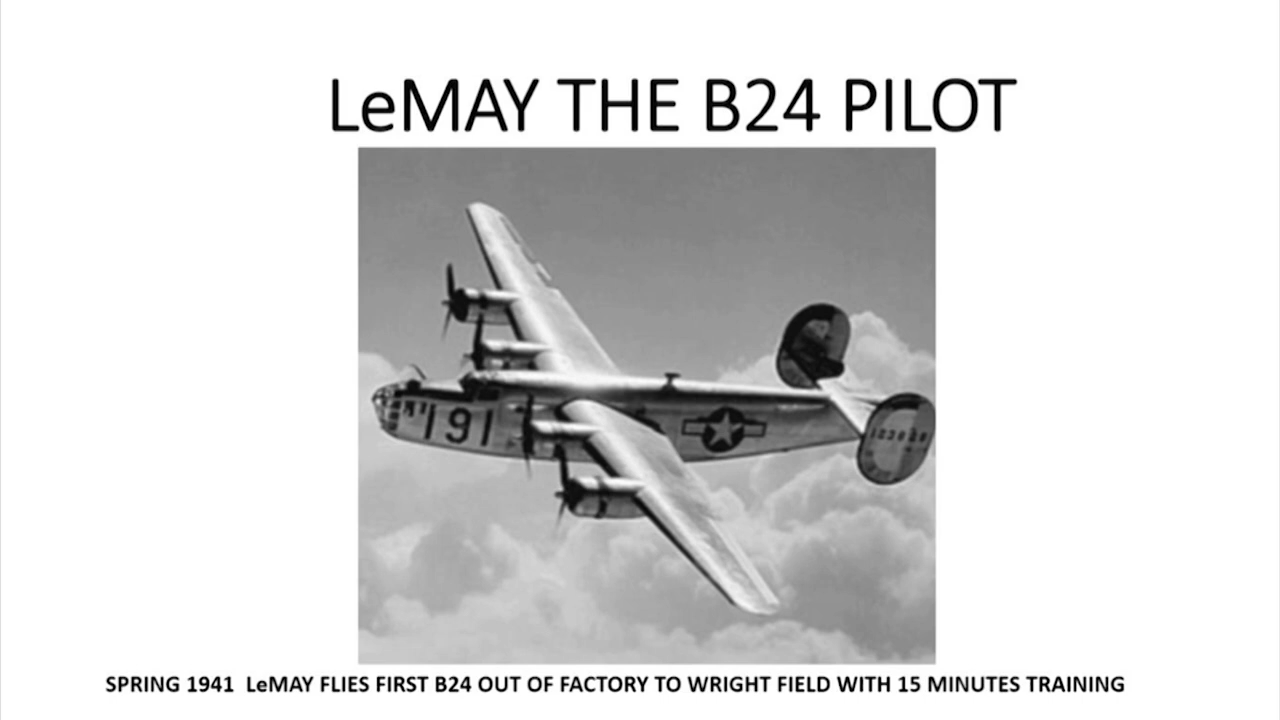 LeMAY THE B24 PILOT
191
SPRING 1941 LeMAY FLIES FIRST B24 OUT OF FACTORY TO WRIGHT FIELD WITH 15 MINUTES TRAINING